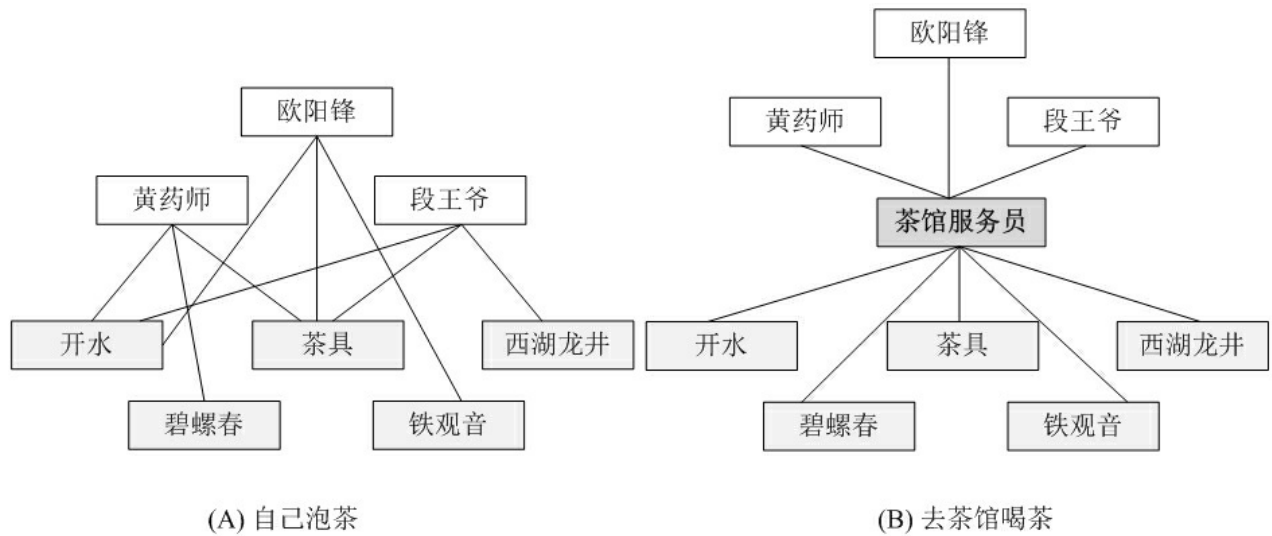 欧阳锋
黄药师
段王爷
开水
茶具
西湖龙井
碧螺春
铁观音
(A) 自己泡茶
欧阳锋
黄药师
段王爷
茶馆服务员
开水
茶具
西湖龙井
碧螺春
铁观音
(B) 去茶馆喝茶